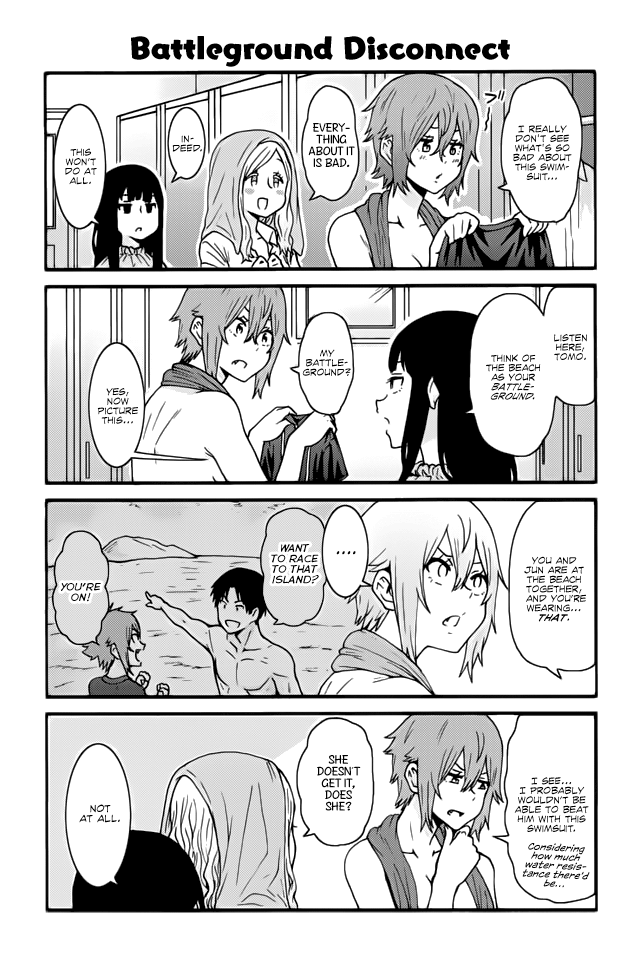 Battleground Disconnect
I REALLY
DON'T SEE
WHAT'S SO
BAD ABOUT
THIS SWIM-
SUIT...
EVERY-
THING
ABOUT IT
IS BAD.
IN-
DEED.
THIS
WON'T
DO AT
ALL.
LISTEN
HERE,
TOMO.
THINK OF
THE BEACH
AS YOUR
BATTLE-
GROUND.
MY
BATTLE-
GROUND?
YES,
NOW
PICTURE
THIS...
YOU AND
JUN ARE AT
THE BEACH
TOGETHER,
AND YOU'RE
WEARING...
THAT.
....
WANT
TO RACE
TO THAT
ISLAND?
YOU'RE
ON!
I SEE...
I PROBABLY
WOULDN'T BE
ABLE TO BEAT
HIM WITH THIS
SWIMSUIT.
Considering
how much
water resis-
tance there'd
be...
SHE
DOESN'T
GET IT,
DOES
SHE?
NOT
AT ALL.